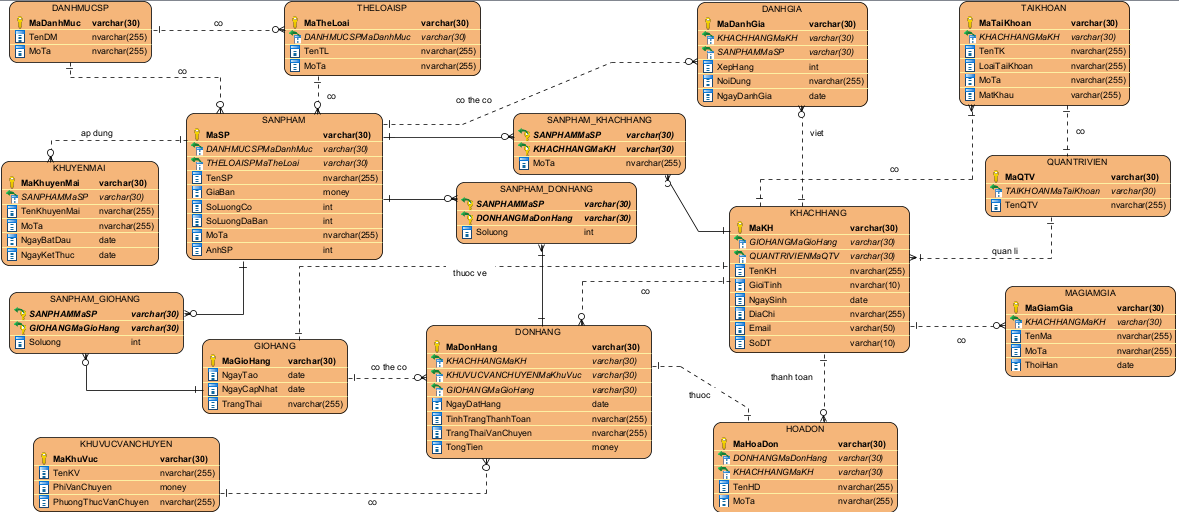 DANHMUCSP
MaDanhMuc varchar(30)
TenDM nvarchar(255)
MoTa nvarchar(255)
co
THELOAISP
MaTheLoai varchar(30)
DANHMUCSPMaDanhMuc varchar(30)
TenTL nvarchar(255)
MoTa nvarchar(255)
DANHGIA
MaDanhGia varchar(30)
KHACHHANGMaKH varchar(30)
SANPHAMMaSP varchar(30)
XepHang int
NoiDung nvarchar(255)
NgayDanhGia date
TAIKHOAN
MaTaiKhoan varchar(30)
KHACHHANGMaKH varchar(30)
TenTK nvarchar(255)
LoaiTaiKhoan nvarchar(255)
MoTa nvarchar(255)
MatKhau varchar(255)
co
co
co the co
ap dung
viet
co
co
SANPHAM
MaSP varchar(30)
DANHMUCSPMaDanhMuc varchar(30)
THELOAISPMaTheLoai varchar(30)
TenSP nvarchar(255)
GiaBan money
SoLuongCo int
SoLuongDaBan int
MoTa nvarchar(255)
AnhSP int
SANPHAM_KHACHHANG
SANPHAMMaSP varchar(30)
KHACHHANGMaKH varchar(30)
MoTa nvarchar(255)
KHUYENMAI
MaKhuyenMai varchar(30)
SANPHAMMaSP varchar(30)
TenKhuyenMai nvarchar(255)
MoTa nvarchar(255)
NgayBatDau date
NgayKetThuc date
SANPHAM_DONHANG
SANPHAMMaSP varchar(30)
DONHANGMaDonHang varchar(30)
Soluong int
QUANTRIVIEN
MaQTV varchar(30)
TAIKHOANMaTaiKhoan varchar(30)
TenQTV nvarchar(255)
KHACHHANG
MaKH varchar(30)
GIOHANGMaGioHang varchar(30)
QUANTRIVIENMaQTV varchar(30)
TenKH nvarchar(255)
GioiTinh nvarchar(10)
NgaySinh date
DiaChi nvarchar(255)
Email varchar(50)
SoDT varchar(10)
quan li
thuoc ve
co
SANPHAM_GIOHANG
SANPHAMMaSP varchar(30)
GIOHANGMaGioHang varchar(30)
Soluong int
MAGIAMGIA
MaGiamGia varchar(30)
KHACHHANGMaKH varchar(30)
TenMa nvarchar(255)
MoTa nvarchar(255)
ThoiHan date
co
GIOHANG
MaGioHang varchar(30)
NgayTao date
NgayCapNhat date
TrangThai nvarchar(255)
co the co
DONHANG
MaDonHang varchar(30)
KHACHHANGMaKH varchar(30)
KHUVUCVANCHUYENMaKhuVuc varchar(30)
GIOHANGMaGioHang varchar(30)
NgayDatHang date
TinhTrangThanhToan nvarchar(255)
TrangThaiVanChuyen nvarchar(255)
TongTien money
thuoc
thanh toan
HOADON
MaHoaDon varchar(30)
DONHANGMaDonHang varchar(30)
KHACHHANGMaKH varchar(30)
TenHD nvarchar(255)
MoTa nvarchar(255)
KHUVUCVANCHUYEN
MaKhuVuc varchar(30)
TenKV nvarchar(255)
PhiVanChuyen money
PhuongThucVanChuyen nvarchar(255)
co